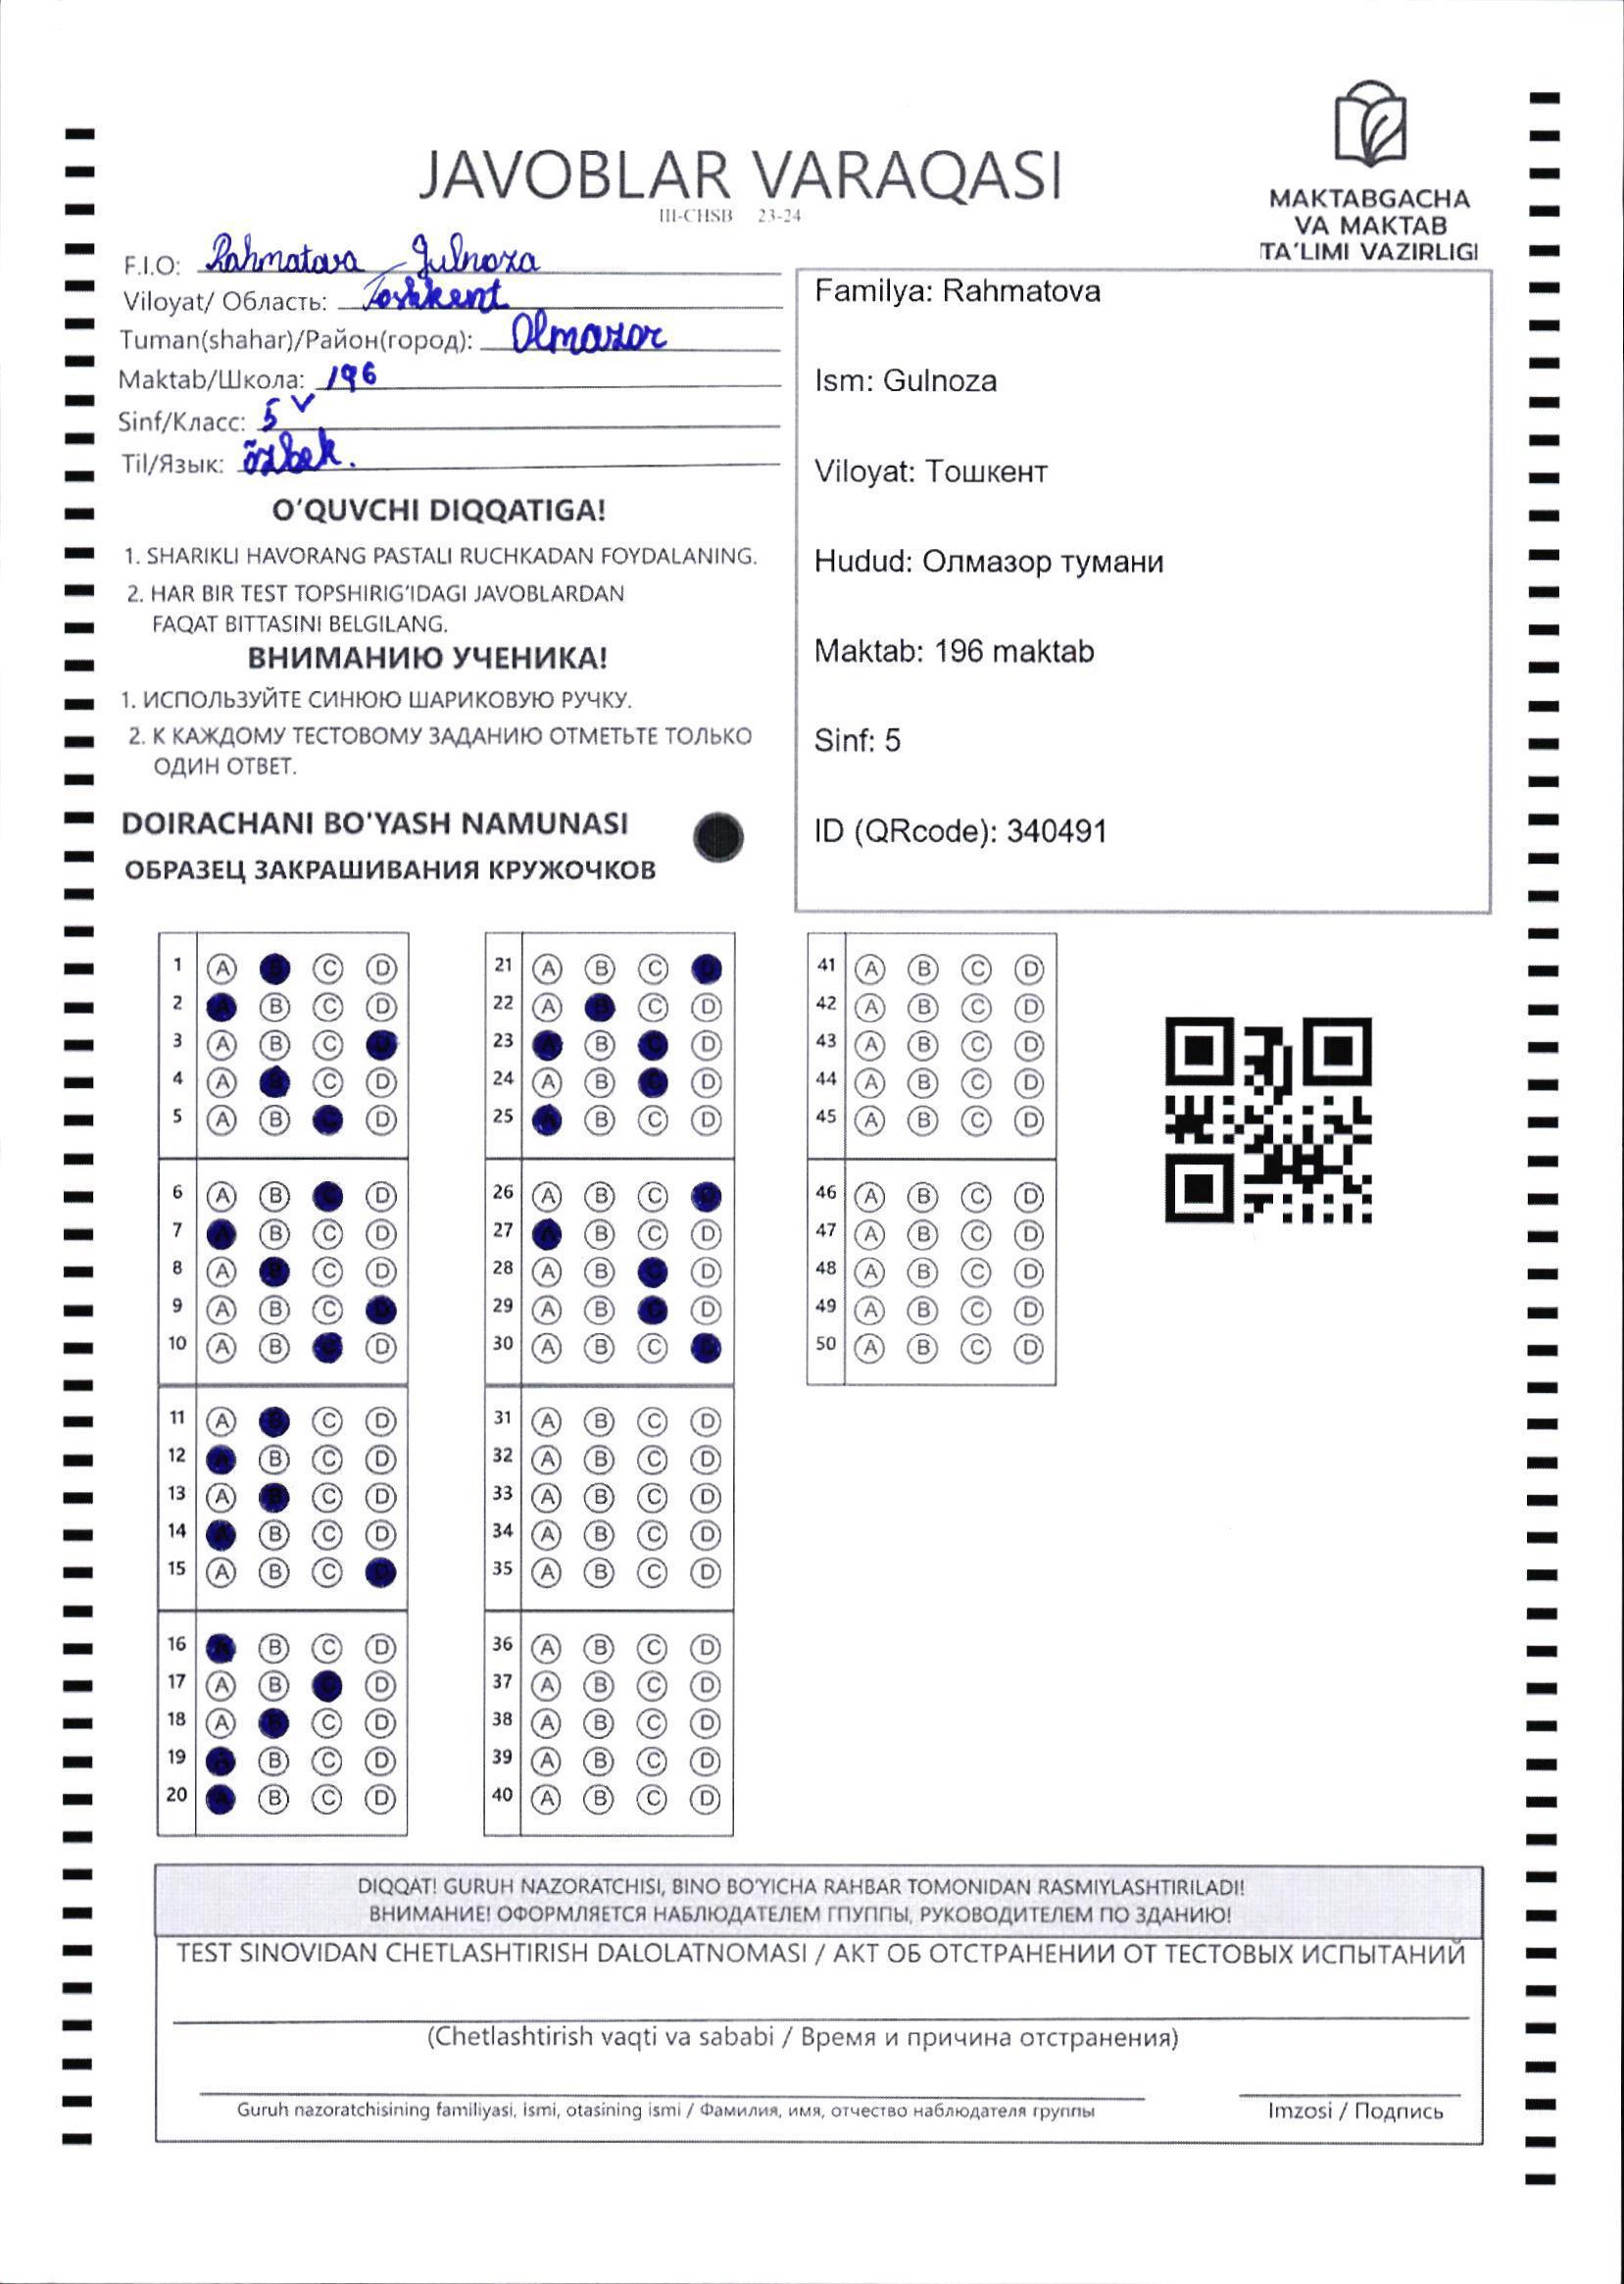 JAVOBLAR VARAQASI
III-CHSB 23-24
MAKTABGACHA
VA MAKTAB
TA'LIMI VAZIRLIGI
F.I.O: Rahmatova Gulnoza
Viloyat/ Область: Toshkent
Tuman(shahar)/Район(город): Olmazor
Maktab/Школа: 196
Sinf/Класс: 5 V
Til/Язык: õzbek.
O'QUVCHI DIQQATIGA!
1. SHARIKLI HAVORANG PASTALI RUCHKADAN FOYDALANING.
2. HAR BIR TEST TOPSHIRIG'IDAGI JAVOBLARDAN
FAQAT BITTASINI BELGILANG.
ВНИМАНИЮ УЧЕНИКА!
1. ИСПОЛЬЗУЙТЕ СИНЮЮ ШАРИКОВУЮ РУЧКУ.
2. К КАЖДОМУ ТЕСТОВОМУ ЗАДАНИЮ ОТМЕТЬТЕ ТОЛЬКО
ОДИН ОТВЕТ.
DOIRACHANI BO'YASH NAMUNASI
ОБРАЗЕЦ ЗАКРАШИВАНИЯ КРУЖОЧКОВ
Familya: Rahmatova
Ism: Gulnoza
Viloyat: Тошкент
Hudud: Олмазор тумани
Maktab: 196 maktab
Sinf: 5
ID (QRcode): 340491
1 A B C D
2 A B C D
3 A B C D
4 A B C D
5 A B C D
6 A B C D
7 A B C D
8 A B C D
9 A B C D
10 A B C D
11 A B C D
12 A B C D
13 A B C D
14 A B C D
15 A B C D
16 A B C D
17 A B C D
18 A B C D
19 A B C D
20 A B C D
21 A B C D
22 A B C D
23 A B C D
24 A B C D
25 A B C D
26 A B C D
27 A B C D
28 A B C D
29 A B C D
30 A B C D
31 A B C D
32 A B C D
33 A B C D
34 A B C D
35 A B C D
36 A B C D
37 A B C D
38 A B C D
39 A B C D
40 A B C D
41 A B C D
42 A B C D
43 A B C D
44 A B C D
45 A B C D
46 A B C D
47 A B C D
48 A B C D
49 A B C D
50 A B C D
DIQQAT! GURUH NAZORATCHISI, BINO BO'YICHA RAHBAR TOMONIDAN RASMIYLASHTIRILADI!
ВНИМАНИЕ! ОФОРМЛЯЕТСЯ НАБЛЮДАТЕЛЕМ ГПУППЫ, РУКОВОДИТЕЛЕМ ПО ЗДАНИЮ!
TEST SINOVIDAN CHETLASHTIRISH DALOLATNOMASI / АКТ ОБ ОТСТРАНЕНИИ ОТ ТЕСТОВЫХ ИСПЫТАНИЙ
(Chetlashtirish vaqti va sababi / Время и причина отстранения)
Guruh nazoratchisining familiyasi, ismi, otasining ismi / Фамилия, имя, отчество наблюдателя группы
Imzosi / Подпись